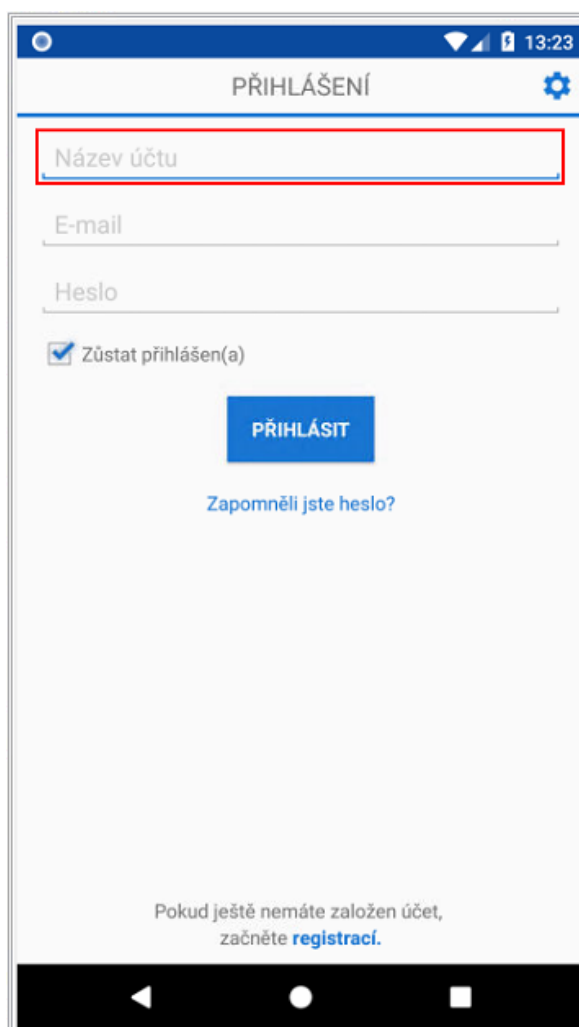 13:23
PŘIHLÁŠENÍ
Název účtu
E-mail
Heslo
Zůstat přihlášen(a)
PŘIHLÁSIT
Zapomněli jste heslo?
Pokud ještě nemáte založen účet,
začněte registrací.